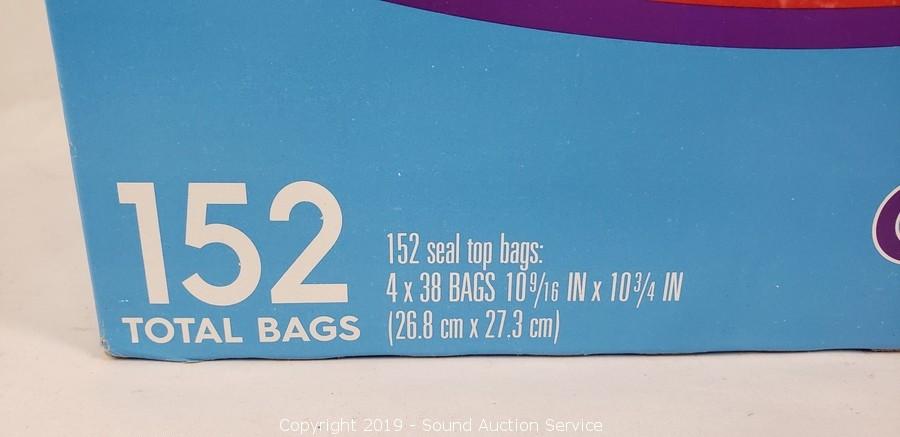 152
TOTAL BAGS
152 seal top bags:
4 x 38 BAGS 10 9/16 IN x 10 3/4 IN
(26.8 cm x 27.3 cm)
Copyright 2019 - Sound Auction Service